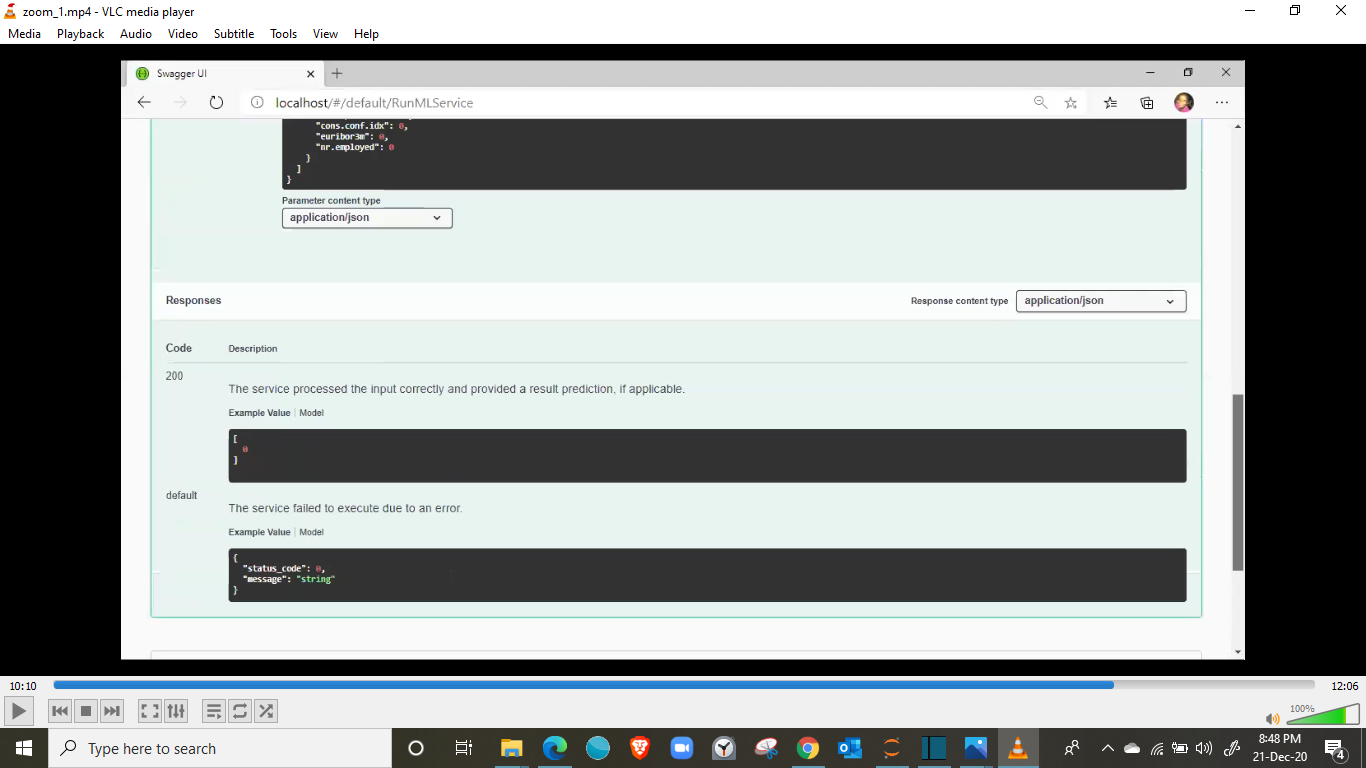 zoom_1.mp4 - VLC media player
Media Playback Audio Video Subtitle Tools View Help
Swagger UI
localhost/#/default/RunMLService
"cons.conf.idx": 0,
"euribor3m": 0,
"nr.employed": 0
}
]
}
Parameter content type
application/json
Responses
Response content type application/json
Code Description
200
The service processed the input correctly and provided a result prediction, if applicable.
Example Value | Model
[
0
]
default
The service failed to execute due to an error.
Example Value | Model
{
"status_code": 0,
"message": "string"
}
10:10 12:06
100%
Type here to search
8:48 PM
21-Dec-20
4